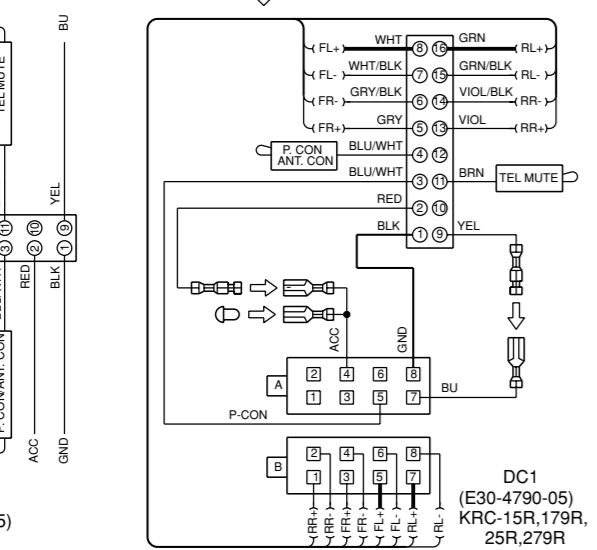 TEL MUTE
BU
YEL
11 10 9
3 2 1
RED
BLK
P. CON/ANT. CON
ACC
GND
5)
FL+ WHT 8 16 GRN RL+
FL- WHT/BLK 7 15 GRN/BLK RL-
FR- GRY/BLK 6 14 VIOL/BLK RR-
FR+ GRY 5 13 VIOL RR+
P. CON
ANT. CON
BLU/WHT 4 12
BLU/WHT 3 11 BRN TEL MUTE
RED 2 10
BLK 1 9 YEL
ACC
GND
A
2 4 6 8
1 3 5 7
BU
P-CON
B
2 4 6 8
1 3 5 7
RR+ RR- FR+ FR- FL+ FL- RL+ RL-
DC1
(E30-4790-05)
KRC-15R,179R,
25R,279R